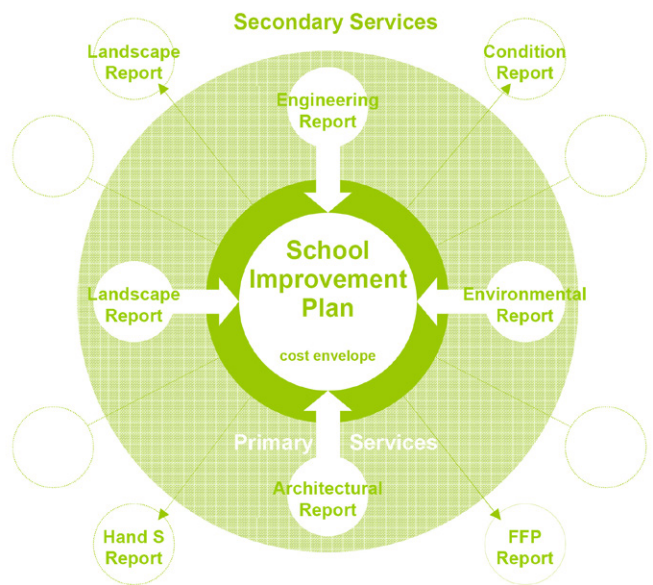 Secondary Services
Landscape
Report
Condition
Report
Engineering
Report
School
Improvement
Plan
cost envelope
Landscape
Report
Environmental
Report
Primary Services
Architectural
Report
Hand S
Report
FFP
Report